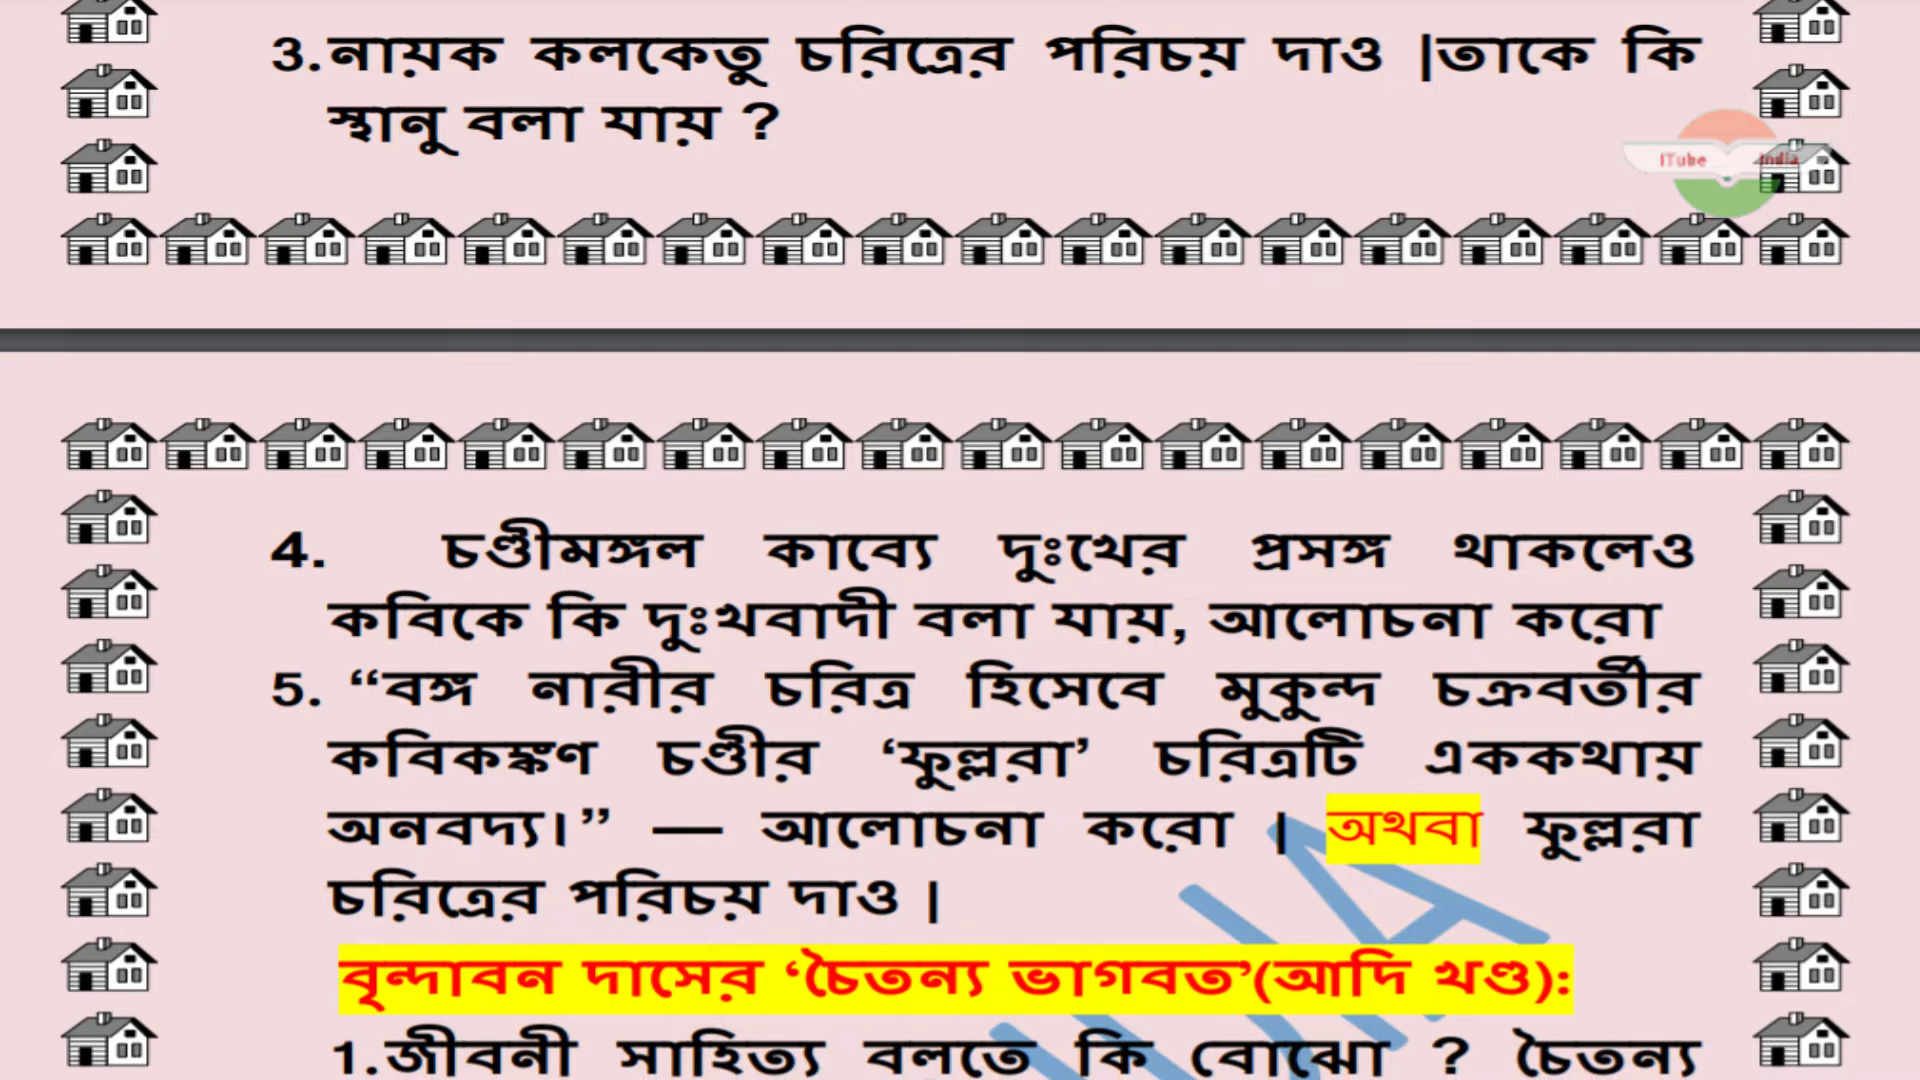 3.নায়ক কলকেতু চরিত্রের পরিচয় দাও |তাকে কি
স্থানু বলা যায় ?
ITube India
4. চণ্ডীমঙ্গল কাব্যে দুঃখের প্রসঙ্গ থাকলেও
কবিকে কি দুঃখবাদী বলা যায়, আলোচনা করো
5. “বঙ্গ নারীর চরিত্র হিসেবে মুকুন্দ চক্রবর্তীর
কবিকঙ্কণ চণ্ডীর ‘ফুল্লরা’ চরিত্রটি এককথায়
অনবদ্য।” — আলোচনা করো | অথবা ফুল্লরা
চরিত্রের পরিচয় দাও |
বৃন্দাবন দাসের ‘চৈতন্য ভাগবত’(আদি খণ্ড):
1.জীবনী সাহিত্য বলতে কি বোঝো ? চৈতন্য